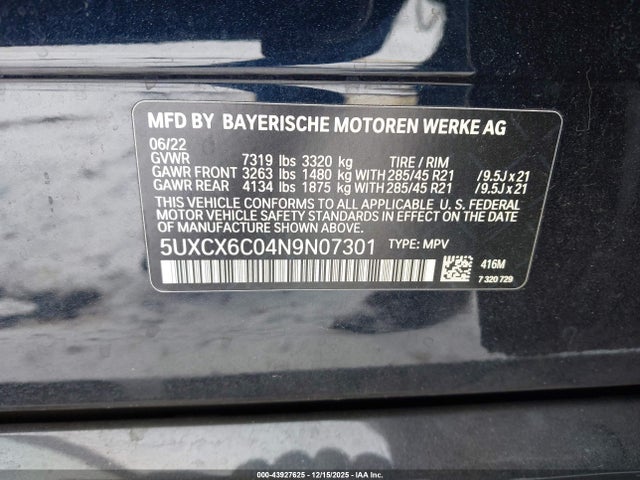 MFD BY BAYERISCHE MOTOREN WERKE AG
06/22
GVWR 7319 lbs 3320 kg TIRE / RIM
GAWR FRONT 3263 lbs 1480 kg WITH 285/45 R21 /9.5J x 21
GAWR REAR 4134 lbs 1875 kg WITH 285/45 R21 /9.5J x 21
THIS VEHICLE CONFORMS TO ALL APPLICABLE U. S. FEDERAL
MOTOR VEHICLE SAFETY STANDARDS IN EFFECT ON THE
DATE OF MANUFACTURE SHOWN ABOVE.
5UXCX6C04N9N07301 TYPE: MPV
416M
7 320 729
000-43927625 - 12/15/2025 - Copyright © 2025 IAA, Inc.